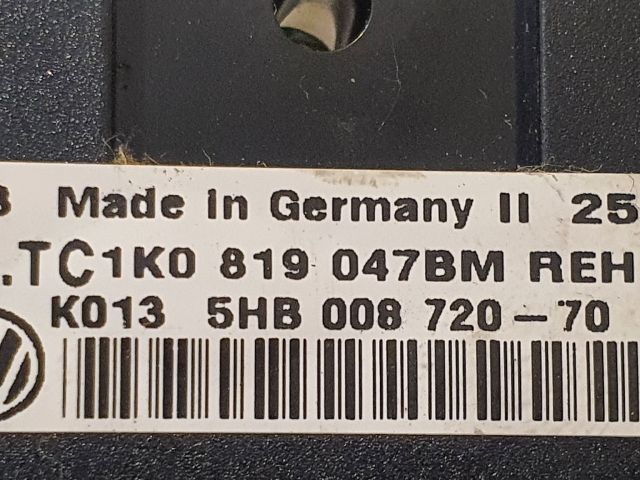 Made in Germany II 25
.TC1K0 819 047BM REH
K013 5HB 008 720-70